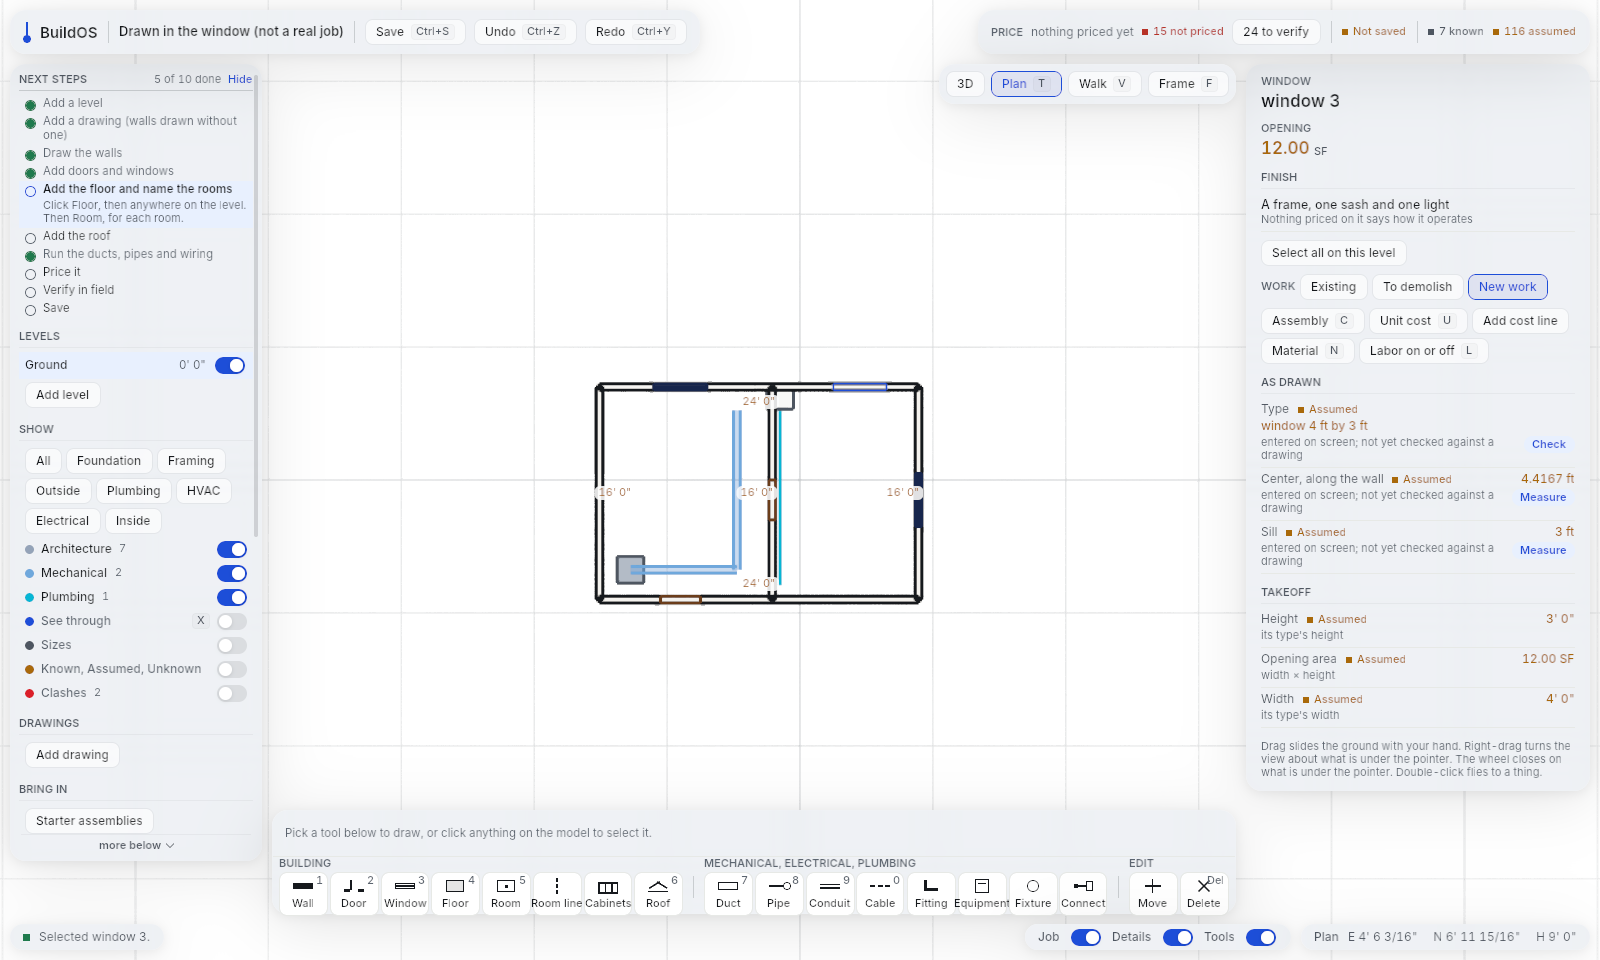 BuildOS
Drawn in the window (not a real job)
Save Ctrl+S
Undo Ctrl+Z
Redo Ctrl+Y
PRICE nothing priced yet 15 not priced 24 to verify Not saved 7 known 116 assumed
3D
Plan T
Walk V
Frame F
NEXT STEPS 5 of 10 done Hide
Add a level
Add a drawing (walls drawn without
one)
Draw the walls
Add doors and windows
Add the floor and name the rooms
Click Floor, then anywhere on the level.
Then Room, for each room.
Add the roof
Run the ducts, pipes and wiring
Price it
Verify in field
Save
LEVELS
Ground 0' 0"
Add level
SHOW
All Foundation Framing
Outside Plumbing HVAC
Electrical Inside
Architecture 7
Mechanical 2
Plumbing 1
See through X
Sizes
Known, Assumed, Unknown
Clashes 2
DRAWINGS
Add drawing
BRING IN
Starter assemblies
more below
24' 0"
16' 0"
16' 0"
16' 0"
24' 0"
WINDOW
window 3
OPENING
12.00 SF
FINISH
A frame, one sash and one light
Nothing priced on it says how it operates
Select all on this level
WORK Existing To demolish New work
Assembly C Unit cost U Add cost line
Material N Labor on or off L
AS DRAWN
Type Assumed
window 4 ft by 3 ft
entered on screen; not yet checked against a
drawing
Check
Center, along the wall Assumed 4.4167 ft
entered on screen; not yet checked against a
drawing
Measure
Sill Assumed 3 ft
entered on screen; not yet checked against a
drawing
Measure
TAKEOFF
Height Assumed 3' 0"
its type's height
Opening area Assumed 12.00 SF
width × height
Width Assumed 4' 0"
its type's width
Drag slides the ground with your hand. Right-drag turns the
view about what is under the pointer. The wheel closes on
what is under the pointer. Double-click flies to a thing.
Pick a tool below to draw, or click anything on the model to select it.
BUILDING
Wall 1
Door 2
Window 3
Floor 4
Room 5
Room line
Cabinets
Roof 6
MECHANICAL, ELECTRICAL, PLUMBING
Duct 7
Pipe 8
Conduit 9
Cable 0
Fitting
Equipment
Fixture
Connect
EDIT
Move
Delete Del
Selected window 3.
Job Details Tools
Plan E 4' 6 3/16" N 6' 11 15/16" H 9' 0"